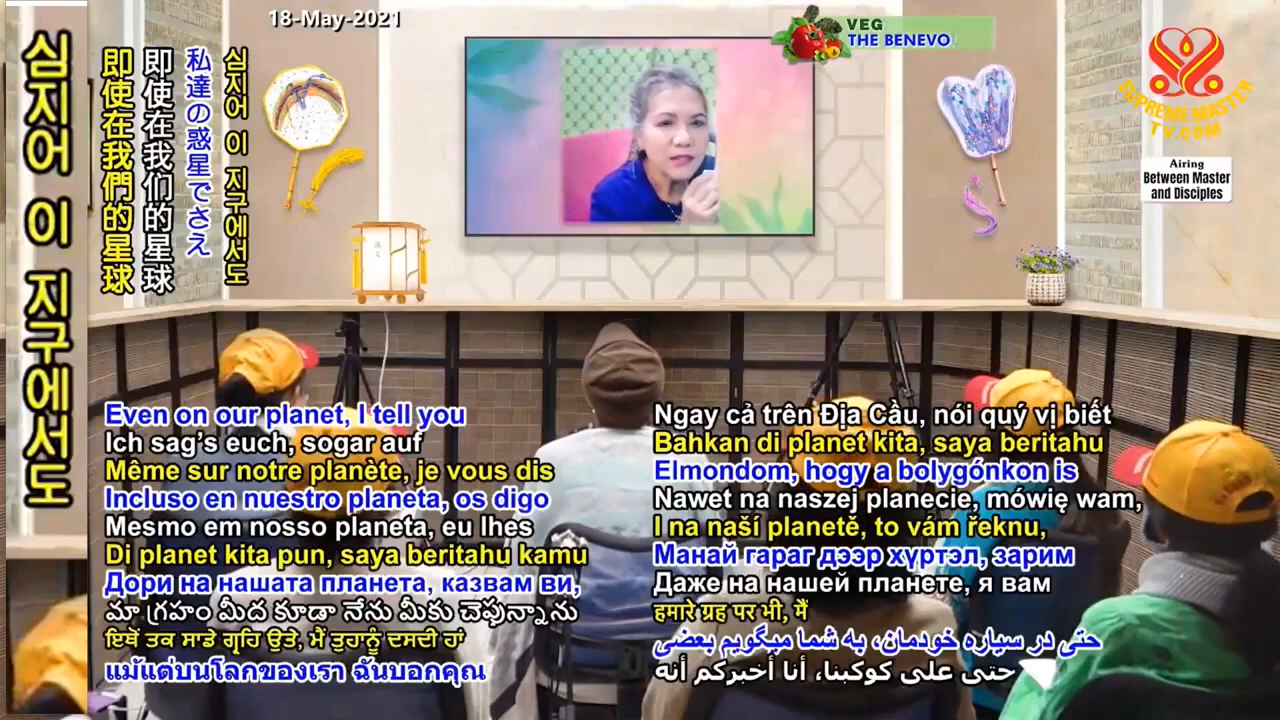 18-May-2021
VEG
THE BENEVO
SUPREME MASTER
TV.COM
Airing
Between Master
and Disciples
심지어 이 지구에서도
即使在我們的星球
即使在我们的星球
私達の惑星でさえ
심지어 이 지구에서도
Even on our planet, I tell you
Ich sag’s euch, sogar auf
Même sur notre planète, je vous dis
Incluso en nuestro planeta, os digo
Mesmo em nosso planeta, eu lhes
Di planet kita pun, saya beritahu kamu
Дори на нашата планета, казвам ви,
మా గ్రహం మీద కూడా నేను మీకు చెప్తున్నాను
ਇਥੋਂ ਤਕ ਸਾਡੇ ਗ੍ਰਹਿ ਉਤੇ, ਮੈਂ ਤੁਹਾਨੂੰ ਦਸਦੀ ਹਾਂ
แม้แต่บนโลกของเรา ฉันบอกคุณ
Ngay cả trên Địa Cầu, nói quý vị biết
Bahkan di planet kita, saya beritahu
Elmondom, hogy a bolygónkon is
Nawet na naszej planecie, mówię wam,
I na naší planetě, to vám řeknu,
Манай гараг дээр хүртэл, зарим
Даже на нашей планете, я вам
हमारे ग्रह पर भी, मैं
حتی در سیاره خودمان، به شما میگویم بعضی
حتى على كوكبنا، أنا أخبركم أنه